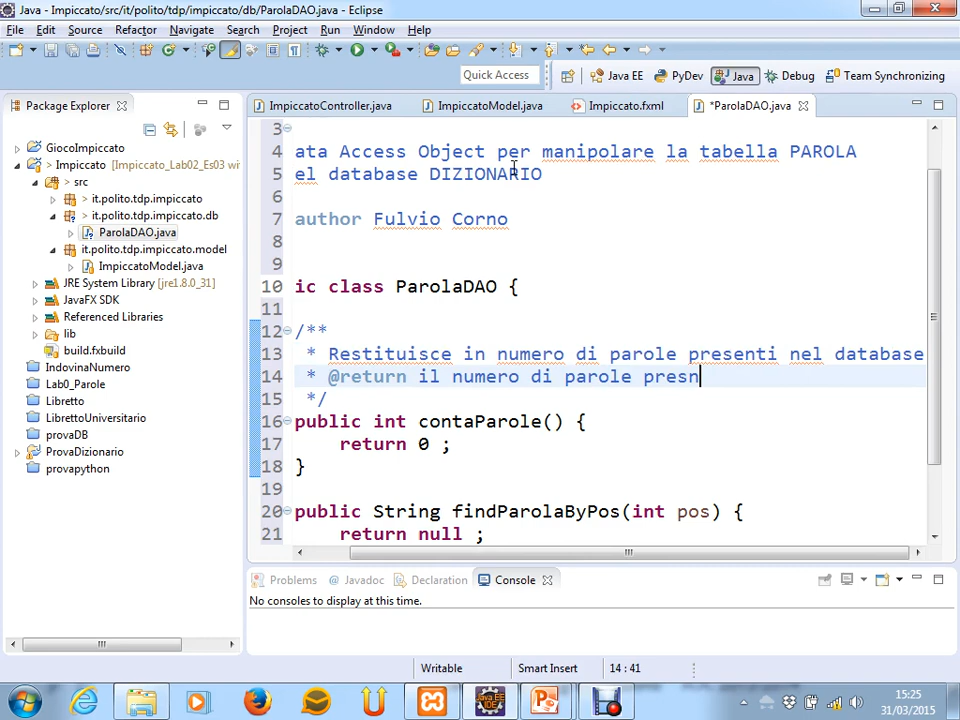 Java - Impiccato/src/it/polito/tdp/impiccato/db/ParolaDAO.java - Eclipse
File Edit Source Refactor Navigate Search Project Run Window Help
Quick Access
Java EE
PyDev
Java
Debug
Team Synchronizing
Package Explorer
GiocoImpiccato
> Impiccato [Impiccato_Lab02_Es03 wi
> src
> it.polito.tdp.impiccato
> it.polito.tdp.impiccato.db
ParolaDAO.java
it.polito.tdp.impiccato.model
ImpiccatoModel.java
JRE System Library [jre1.8.0_31]
JavaFX SDK
Referenced Libraries
lib
build.fxbuild
IndovinaNumero
Lab0_Parole
Libretto
LibrettoUniversitario
provaDB
ProvaDizionario
provapython
ImpiccatoController.java
ImpiccatoModel.java
Impiccato.fxml
*ParolaDAO.java
3
4 ata Access Object per manipolare la tabella PAROLA
5 el database DIZIONARIO
6
7 author Fulvio Corno
8
9
10 ic class ParolaDAO {
11
12 /**
13 * Restituisce in numero di parole presenti nel database
14 * @return il numero di parole presn
15 */
16 public int contaParole() {
17 return 0 ;
18 }
19
20 public String findParolaByPos(int pos) {
21 return null ;
Problems
@ Javadoc
Declaration
Console
No consoles to display at this time.
Writable
Smart Insert
14 : 41
15:25
31/03/2015